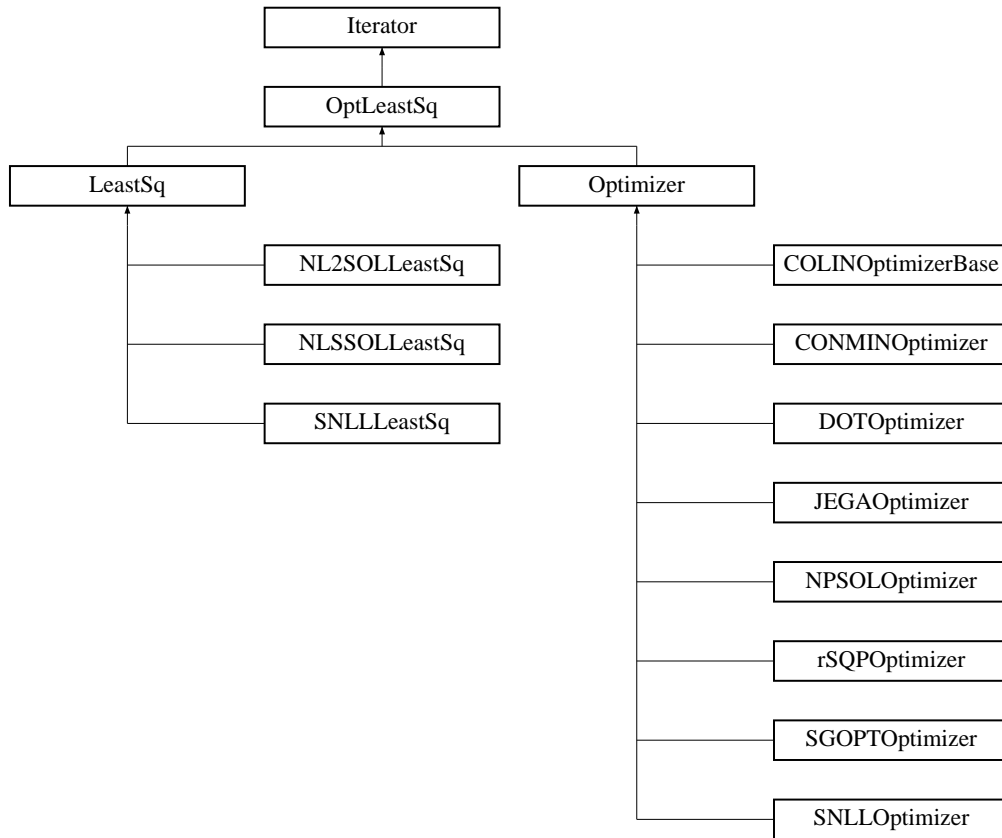 Iterator
OptLeastSq
LeastSq
Optimizer
NL2SOLLeastSq
COLINOptimizerBase
NLSSOLLeastSq
CONMINOptimizer
SNLLLeastSq
DOTOptimizer
JEGAOptimizer
NPSOLOptimizer
rSQPOptimizer
SGOPTOptimizer
SNLLOptimizer